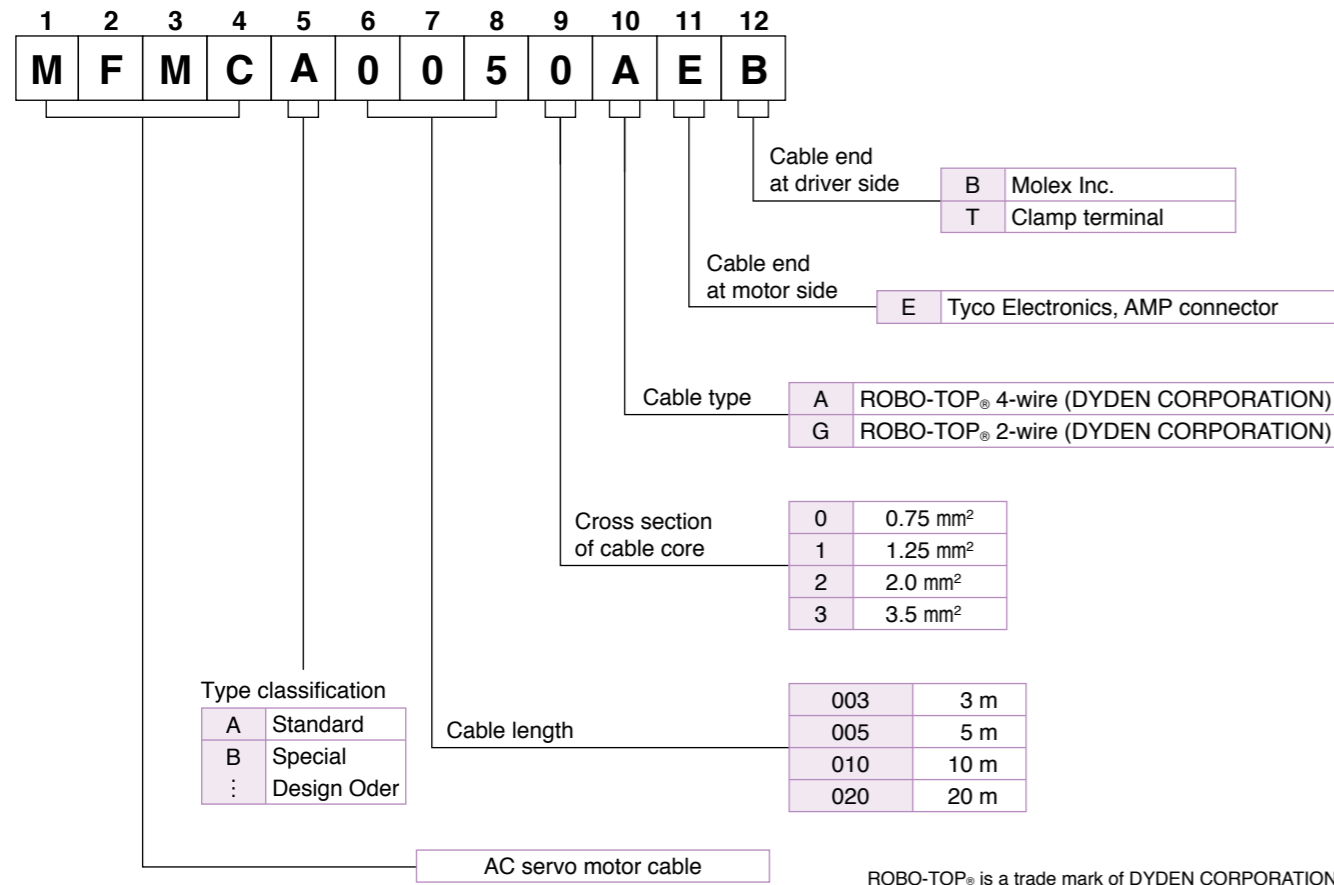 1 2 3 4 5 6 7 8 9 10 11 12
M F M C A 0 0 5 0 A E B
Cable end
at driver side
B Molex Inc.
T Clamp terminal
Cable end
at motor side
E Tyco Electronics, AMP connector
Cable type
A ROBO-TOP® 4-wire (DYDEN CORPORATION)
G ROBO-TOP® 2-wire (DYDEN CORPORATION)
Cross section
of cable core
0 0.75 mm²
1 1.25 mm²
2 2.0 mm²
3 3.5 mm²
Type classification
A Standard
B Special
⋮ Design Oder
Cable length
003 3 m
005 5 m
010 10 m
020 20 m
AC servo motor cable
ROBO-TOP® is a trade mark of DYDEN CORPORATION